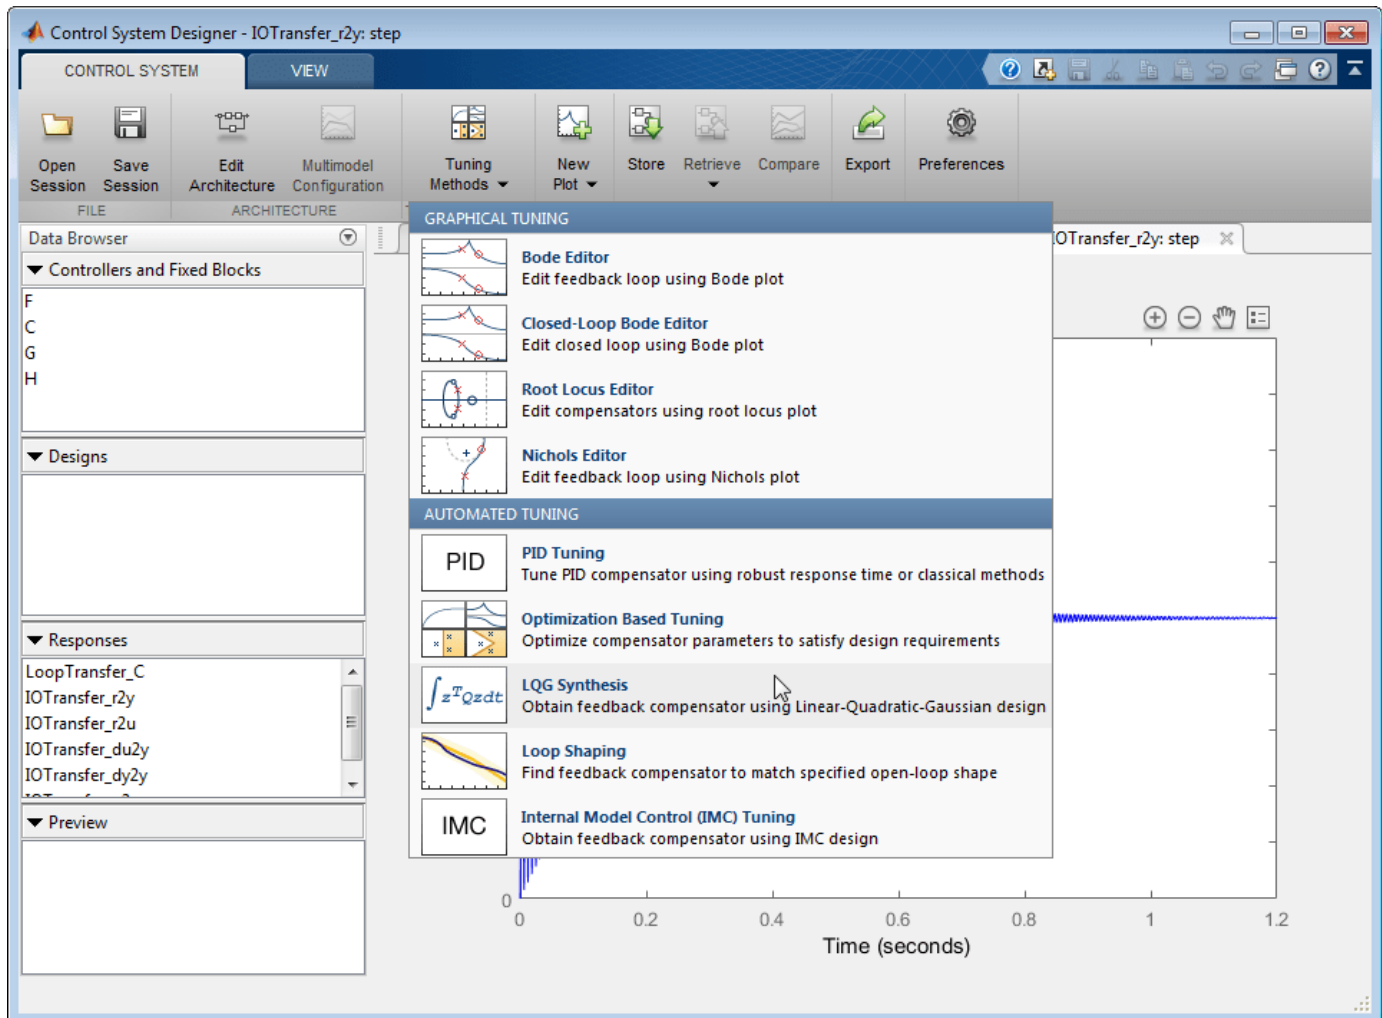 Control System Designer - IOTransfer_r2y: step
CONTROL SYSTEM
VIEW
Open Session
Save Session
Edit Architecture
Multimodel Configuration
Tuning Methods
New Plot
Store
Retrieve
Compare
Export
Preferences
FILE
ARCHITECTURE
Data Browser
Controllers and Fixed Blocks
F
C
G
H
Designs
Responses
LoopTransfer_C
IOTransfer_r2y
IOTransfer_r2u
IOTransfer_du2y
IOTransfer_dy2y
Preview
GRAPHICAL TUNING
Bode Editor
Edit feedback loop using Bode plot
Closed-Loop Bode Editor
Edit closed loop using Bode plot
Root Locus Editor
Edit compensators using root locus plot
Nichols Editor
Edit feedback loop using Nichols plot
AUTOMATED TUNING
PID
PID Tuning
Tune PID compensator using robust response time or classical methods
Optimization Based Tuning
Optimize compensator parameters to satisfy design requirements
∫zᵀQzdt
LQG Synthesis
Obtain feedback compensator using Linear-Quadratic-Gaussian design
Loop Shaping
Find feedback compensator to match specified open-loop shape
IMC
Internal Model Control (IMC) Tuning
Obtain feedback compensator using IMC design
IOTransfer_r2y: step
0
0
0.2
0.4
0.6
0.8
1
1.2
Time (seconds)